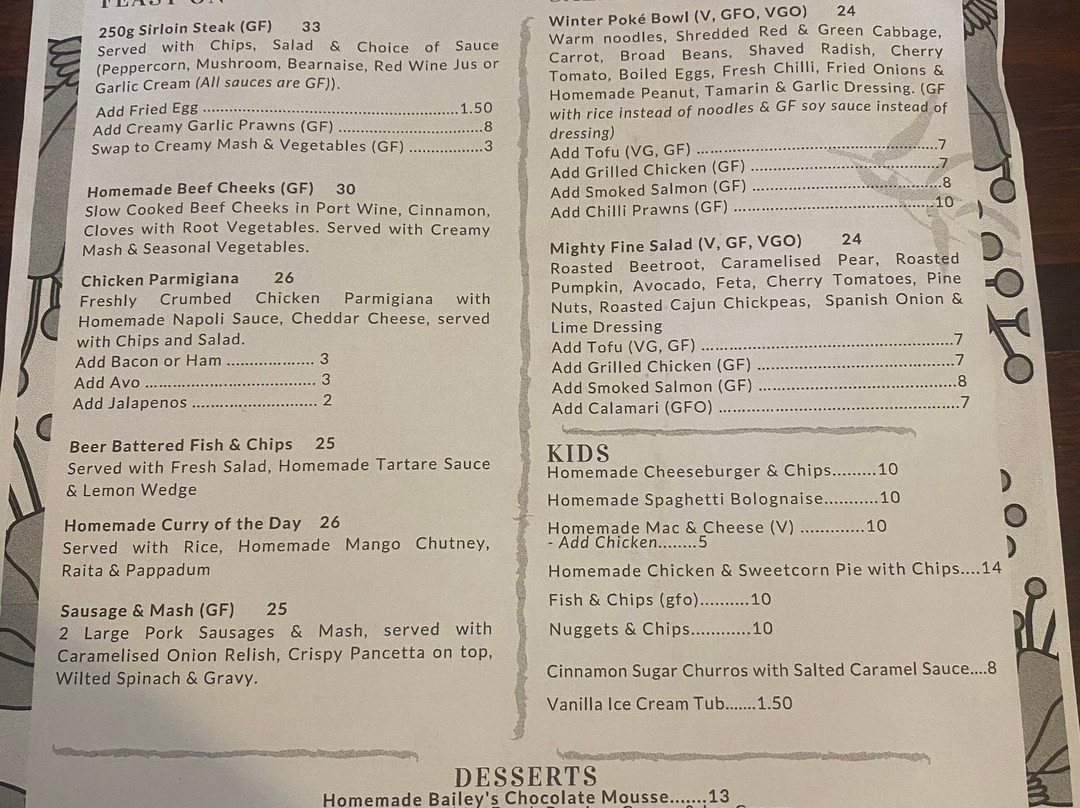 FEAST ON
250g Sirloin Steak (GF) 33
Served with Chips, Salad & Choice of Sauce
(Peppercorn, Mushroom, Bearnaise, Red Wine Jus or
Garlic Cream (All sauces are GF)).
Add Fried Egg ....................................................1.50
Add Creamy Garlic Prawns (GF) ..............................8
Swap to Creamy Mash & Vegetables (GF) ................3
Homemade Beef Cheeks (GF) 30
Slow Cooked Beef Cheeks in Port Wine, Cinnamon,
Cloves with Root Vegetables. Served with Creamy
Mash & Seasonal Vegetables.
Chicken Parmigiana 26
Freshly Crumbed Chicken Parmigiana with
Homemade Napoli Sauce, Cheddar Cheese, served
with Chips and Salad.
Add Bacon or Ham ................... 3
Add Avo ..................................... 3
Add Jalapenos ........................... 2
Beer Battered Fish & Chips 25
Served with Fresh Salad, Homemade Tartare Sauce
& Lemon Wedge
Homemade Curry of the Day 26
Served with Rice, Homemade Mango Chutney,
Raita & Pappadum
Sausage & Mash (GF) 25
2 Large Pork Sausages & Mash, served with
Caramelised Onion Relish, Crispy Pancetta on top,
Wilted Spinach & Gravy.
Winter Poké Bowl (V, GFO, VGO) 24
Warm noodles, Shredded Red & Green Cabbage,
Carrot, Broad Beans, Shaved Radish, Cherry
Tomato, Boiled Eggs, Fresh Chilli, Fried Onions &
Homemade Peanut, Tamarin & Garlic Dressing. (GF
with rice instead of noodles & GF soy sauce instead of
dressing)
Add Tofu (VG, GF) ...................................................7
Add Grilled Chicken (GF) ........................................7
Add Smoked Salmon (GF) ........................................8
Add Chilli Prawns (GF) ..........................................10
Mighty Fine Salad (V, GF, VGO) 24
Roasted Beetroot, Caramelised Pear, Roasted
Pumpkin, Avocado, Feta, Cherry Tomatoes, Pine
Nuts, Roasted Cajun Chickpeas, Spanish Onion &
Lime Dressing
Add Tofu (VG, GF) ....................................................7
Add Grilled Chicken (GF) .........................................7
Add Smoked Salmon (GF) .........................................8
Add Calamari (GFO) .................................................7
KIDS
Homemade Cheeseburger & Chips.........10
Homemade Spaghetti Bolognaise...........10
Homemade Mac & Cheese (V) .............10
- Add Chicken........5
Homemade Chicken & Sweetcorn Pie with Chips....14
Fish & Chips (gfo)..........10
Nuggets & Chips............10
Cinnamon Sugar Churros with Salted Caramel Sauce....8
Vanilla Ice Cream Tub.......1.50
DESSERTS
Homemade Bailey's Chocolate Mousse.......13